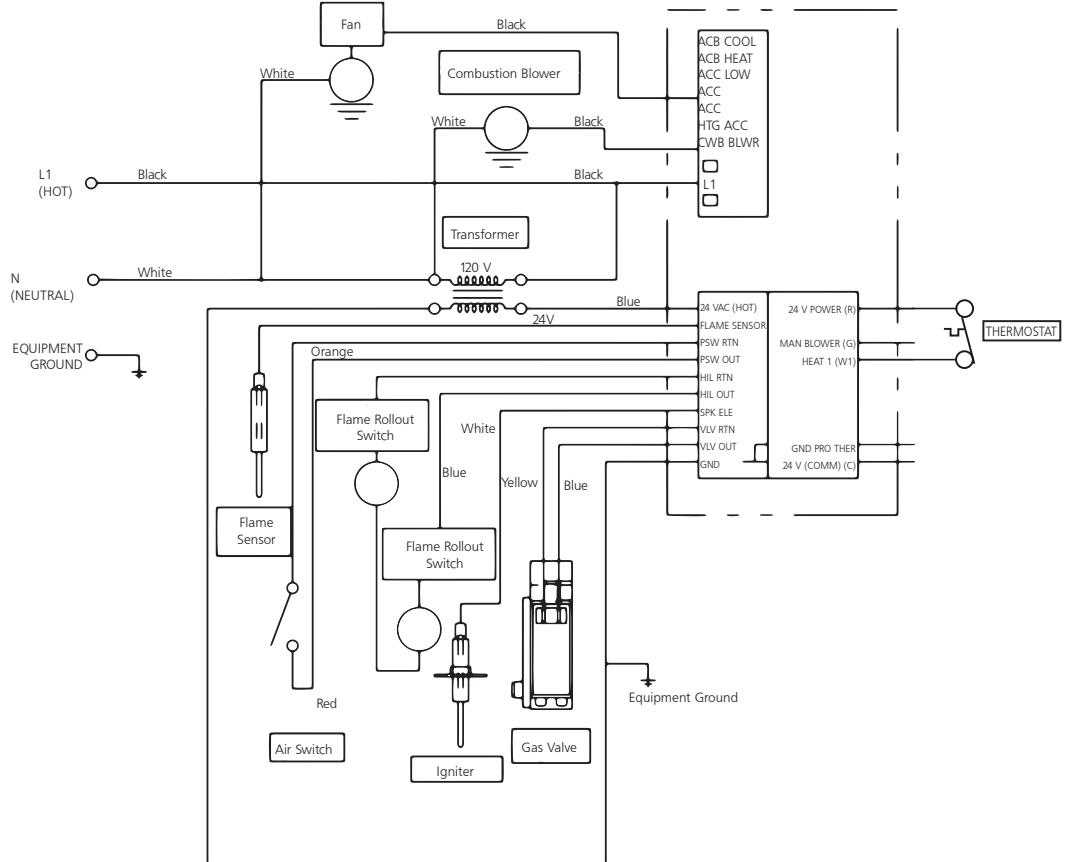 Fan
Black
White
Combustion Blower
White
Black
ACB COOL
ACB HEAT
ACC LOW
ACC
ACC
HTG ACC
CWB BLWR
L1
L1
(HOT)
Black
Black
Transformer
120 V
N
(NEUTRAL)
White
Blue
24V
EQUIPMENT
GROUND
Orange
24 VAC (HOT)
FLAME SENSOR
PSW RTN
PSW OUT
HIL RTN
HIL OUT
SPK ELE
VLV RTN
VLV OUT
GND
24 V POWER (R)
MAN BLOWER (G)
HEAT 1 (W1)
GND PRO THER
24 V (COMM) (C)
THERMOSTAT
Flame Rollout
Switch
White
Blue
Yellow
Blue
Flame
Sensor
Flame Rollout
Switch
Red
Equipment Ground
Air Switch
Igniter
Gas Valve